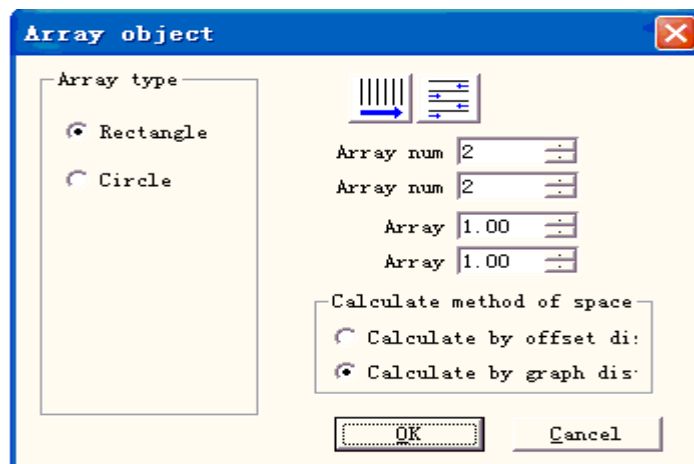 Array object
Array type
Rectangle
Circle
Array num 2
Array num 2
Array 1.00
Array 1.00
Calculate method of space
Calculate by offset di
Calculate by graph dis
OK
Cancel